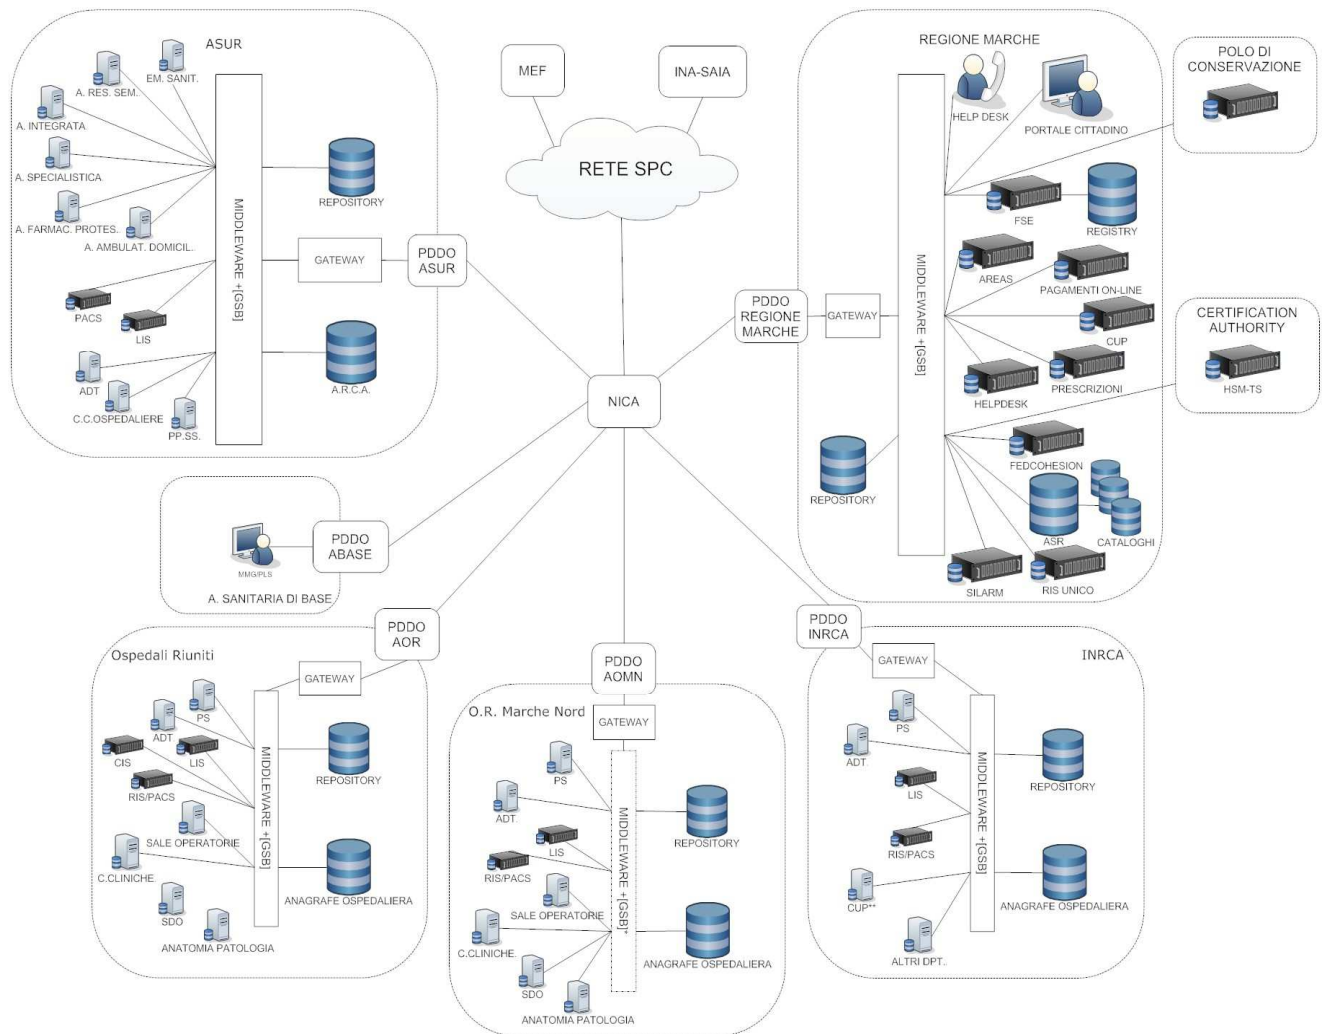 ASUR
EM. SANIT.
A. RES. SEM.
A. INTEGRATA
A. SPECIALISTICA
A. FARMAC. PROTES.
A. AMBULAT. DOMICIL.
PACS
LIS
ADT
C.C.OSPEDALIERE
PP.SS.
MIDDLEWARE +[GSB]
REPOSITORY
GATEWAY
A.R.C.A.
PDDO
ASUR
MEF
INA-SAIA
RETE SPC
NICA
REGIONE MARCHE
HELP DESK
PORTALE CITTADINO
FSE
REGISTRY
AREAS
PAGAMENTI ON-LINE
CUP
PRESCRIZIONI
HELPDESK
FEDCOHESION
ASR
CATALOGHI
SILARM
RIS UNICO
MIDDLEWARE +[GSB]
REPOSITORY
GATEWAY
PDDO
REGIONE
MARCHE
POLO DI
CONSERVAZIONE
CERTIFICATION
AUTHORITY
HSM-TS
MMG/PLS
PDDO
ABASE
A. SANITARIA DI BASE
PDDO
AOR
Ospedali Riuniti
GATEWAY
PS
ADT
CIS
LIS
RIS/PACS
SALE OPERATORIE
C.CLINICHE.
SDO
ANATOMIA PATOLOGIA
MIDDLEWARE +[GSB]
REPOSITORY
ANAGRAFE OSPEDALIERA
PDDO
AOMN
O.R. Marche Nord
GATEWAY
PS
ADT.
LIS
RIS/PACS
SALE OPERATORIE
C.CLINICHE.
SDO
ANATOMIA PATOLOGIA
MIDDLEWARE +[GSB]*
REPOSITORY
ANAGRAFE OSPEDALIERA
PDDO
INRCA
INRCA
GATEWAY
PS
ADT.
LIS
RIS/PACS
CUP**
ALTRI DPT..
MIDDLEWARE +[GSB]
REPOSITORY
ANAGRAFE OSPEDALIERA